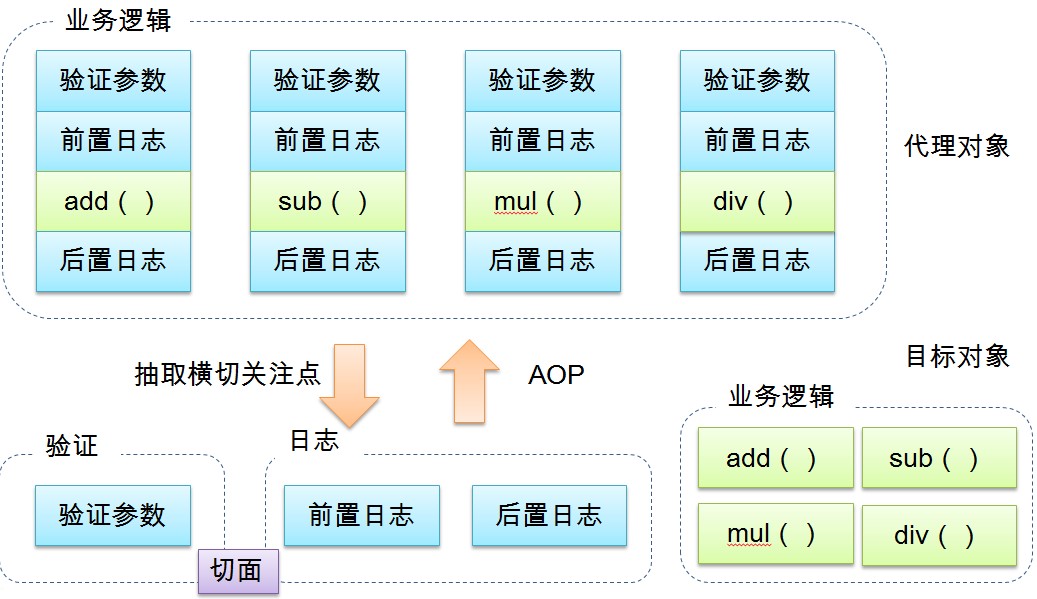 业务逻辑
验证参数 验证参数 验证参数 验证参数
前置日志 前置日志 前置日志 前置日志
代理对象
add（ ） sub（ ） mul（ ） div（ ）
后置日志 后置日志 后置日志 后置日志
目标对象
抽取横切关注点
AOP
业务逻辑
验证
日志
add（ ） sub（ ）
验证参数
前置日志 后置日志
mul（ ） div（ ）
切面